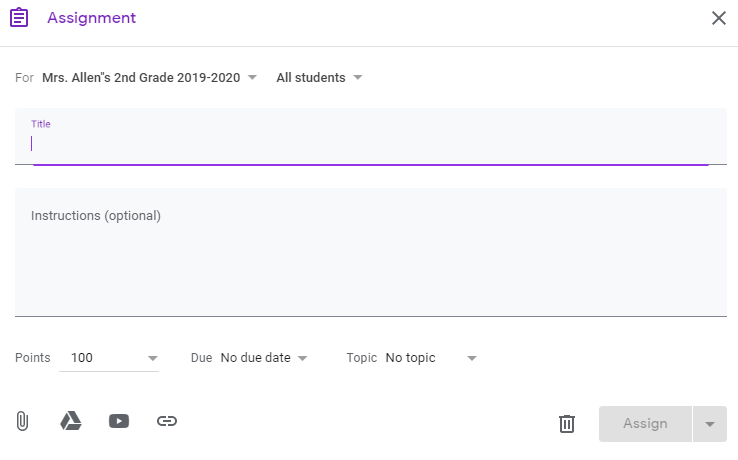 Assignment
For Mrs. Allen"s 2nd Grade 2019-2020 All students
Title
Instructions (optional)
Points 100 Due No due date Topic No topic
Assign